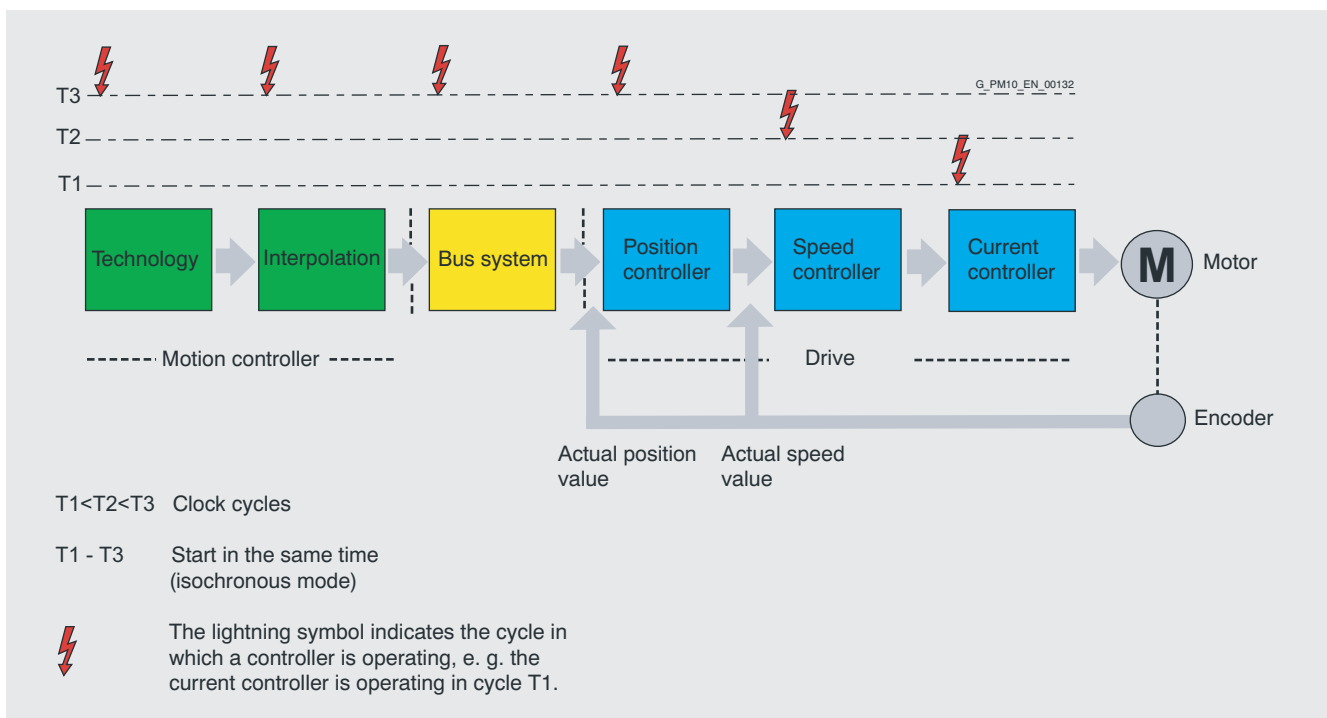 G_PM10_EN_00132
T3
T2
T1
Technology
Interpolation
Bus system
Position
controller
Speed
controller
Current
controller
M
Motor
Motion controller
Drive
Encoder
Actual position
value
Actual speed
value
T1<T2<T3 Clock cycles
T1 - T3 Start in the same time
(isochronous mode)
The lightning symbol indicates the cycle in
which a controller is operating, e. g. the
current controller is operating in cycle T1.